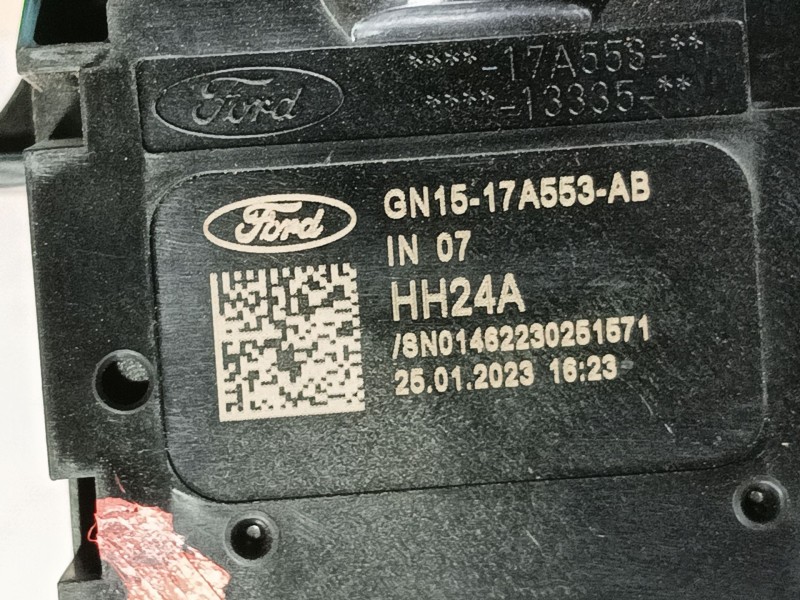 Ford
****-17A553-**
****-13335-**
Ford
GN15-17A553-AB
IN 07
HH24A
/SN01462230251571
25.01.2023 16:23